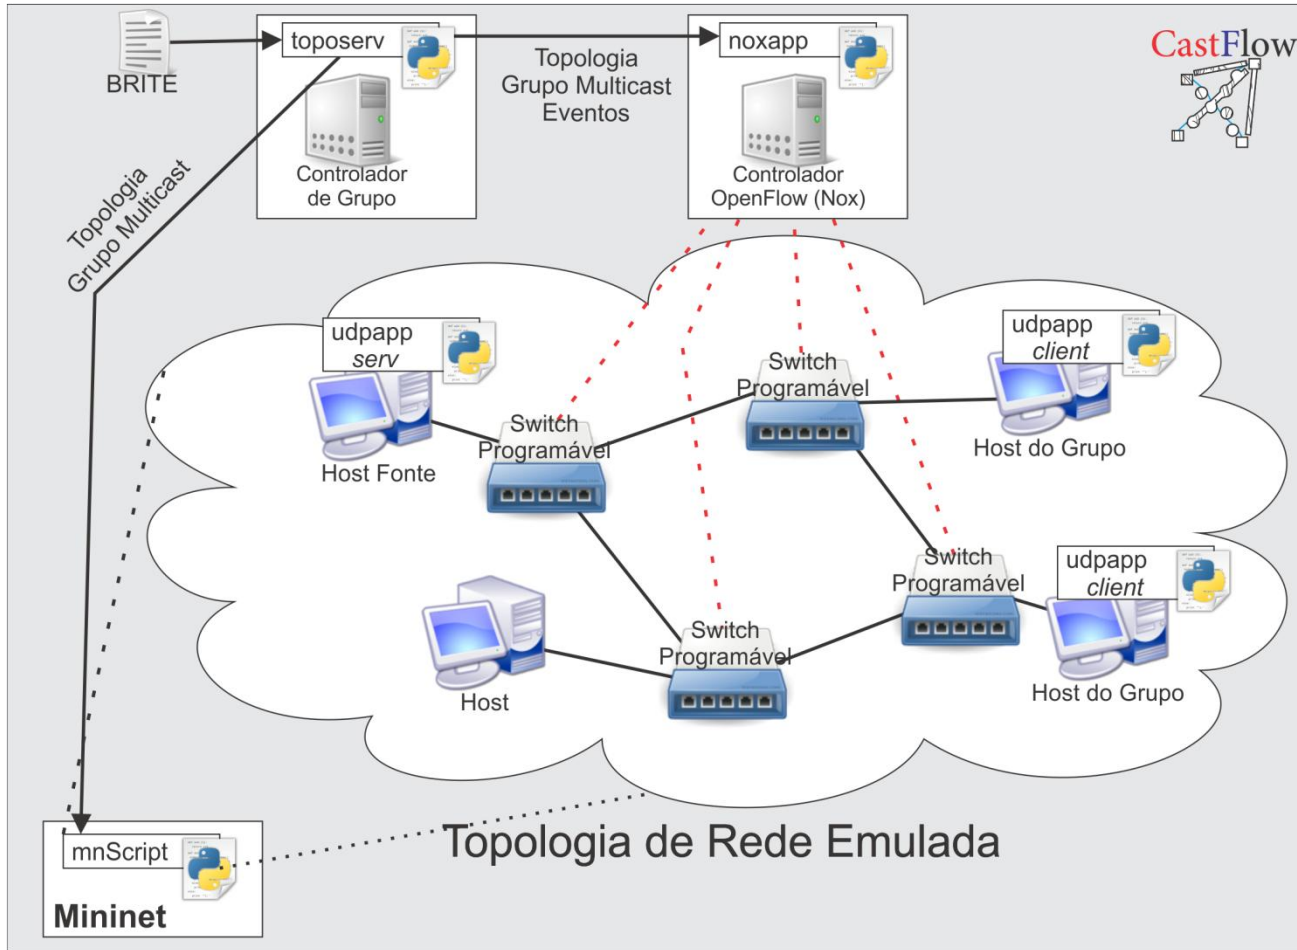 BRITE
toposerv
Controlador
de Grupo
Topologia
Grupo Multicast
Eventos
noxapp
Controlador
OpenFlow (Nox)
CastFlow
Topologia
Grupo Multicast
udpapp
serv
Host Fonte
Switch
Programável
Switch
Programável
udpapp
client
Host do Grupo
Switch
Programável
udpapp
client
Host do Grupo
Host
Switch
Programável
mnScript
Mininet
Topologia de Rede Emulada